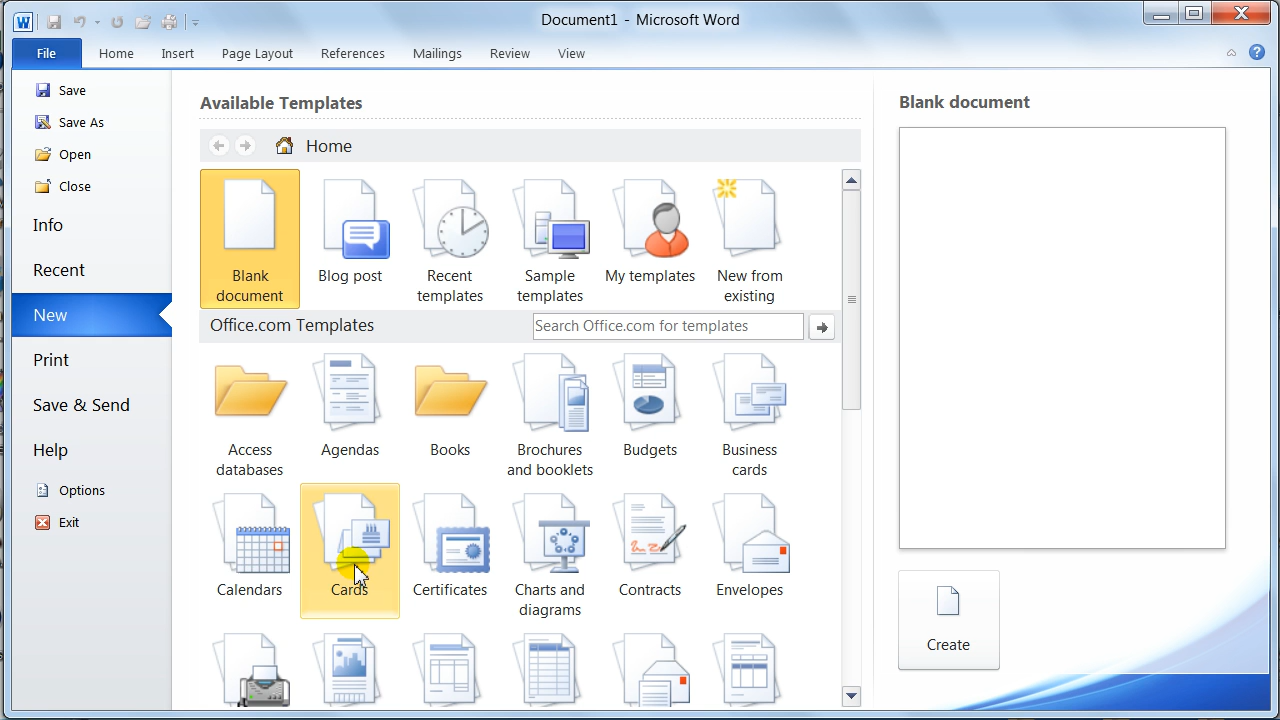 Document1 - Microsoft Word
File Home Insert Page Layout References Mailings Review View
Save
Save As
Open
Close
Info
Recent
New
Print
Save & Send
Help
Options
Exit
Available Templates
Home
Blank document
Blog post
Recent templates
Sample templates
My templates
New from existing
Office.com Templates
Search Office.com for templates
Access databases
Agendas
Books
Brochures and booklets
Budgets
Business cards
Calendars
Cards
Certificates
Charts and diagrams
Contracts
Envelopes
Blank document
Create